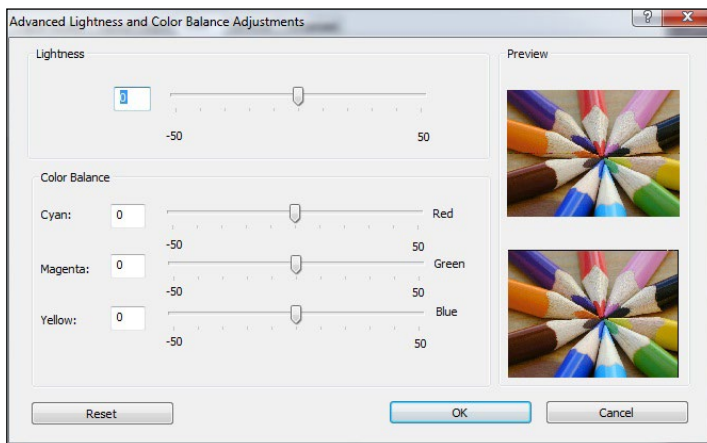 Advanced Lightness and Color Balance Adjustments
? X
Lightness
0
-50 50
Color Balance
Cyan: 0 Red
-50 50
Magenta: 0 Green
-50 50
Yellow: 0 Blue
-50 50
Preview
Reset OK Cancel